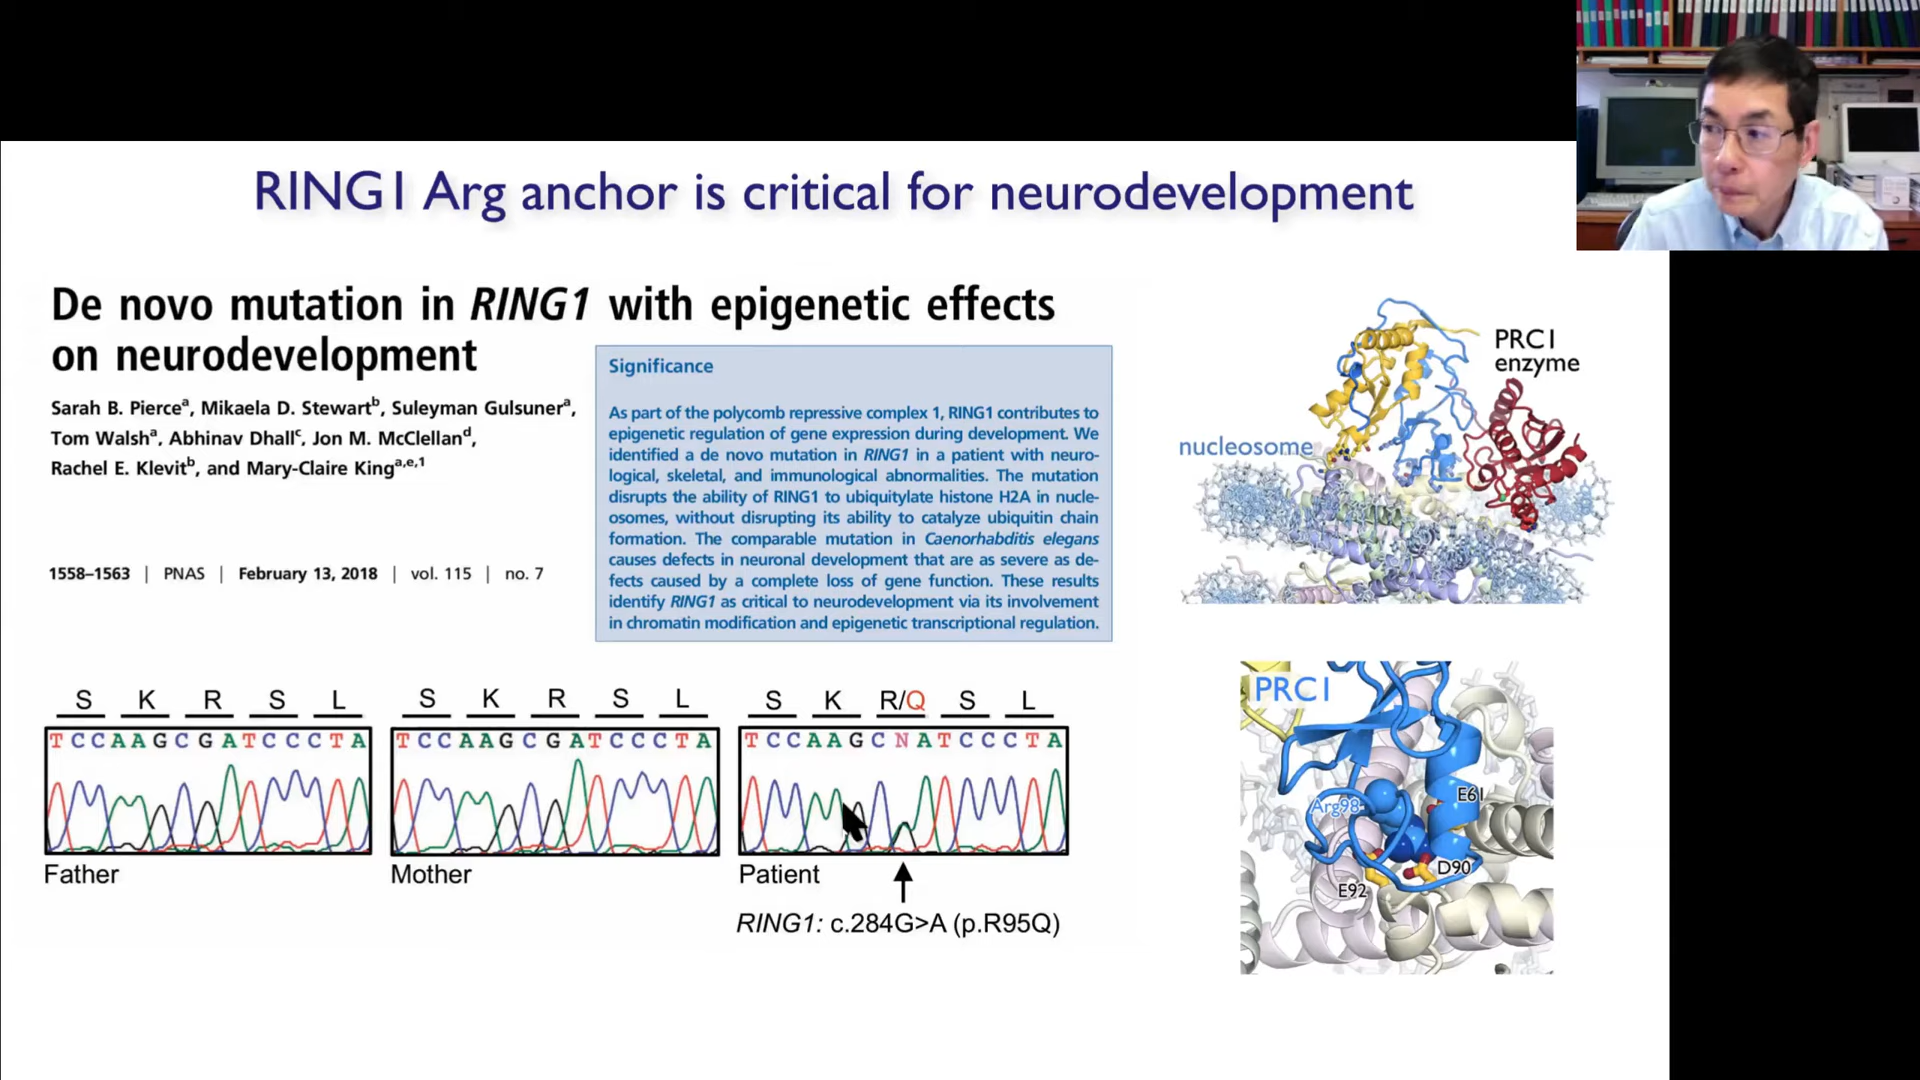 RING1 Arg anchor is critical for neurodevelopment
De novo mutation in RING1 with epigenetic effects
on neurodevelopment
Sarah B. Pierceᵃ, Mikaela D. Stewartᵇ, Suleyman Gulsunerᵃ,
Tom Walshᵃ, Abhinav Dhallᶜ, Jon M. McClellanᵈ,
Rachel E. Klevitᵇ, and Mary-Claire Kingᵃ,ᵉ,¹
1558–1563 | PNAS | February 13, 2018 | vol. 115 | no. 7
Significance
As part of the polycomb repressive complex 1, RING1 contributes to
epigenetic regulation of gene expression during development. We
identified a de novo mutation in RING1 in a patient with neuro-
logical, skeletal, and immunological abnormalities. The mutation
disrupts the ability of RING1 to ubiquitylate histone H2A in nucle-
osomes, without disrupting its ability to catalyze ubiquitin chain
formation. The comparable mutation in Caenorhabditis elegans
causes defects in neuronal development that are as severe as de-
fects caused by a complete loss of gene function. These results
identify RING1 as critical to neurodevelopment via its involvement
in chromatin modification and epigenetic transcriptional regulation.
PRC1
enzyme
nucleosome
S K R S L
TCCAAGCGATCCCTA
Father
S K R S L
TCCAAGCGATCCCTA
Mother
S K R/Q S L
TCCAAGCNATCCCTA
Patient
RING1: c.284G>A (p.R95Q)
PRC1
Arg98
E61
D90
E92